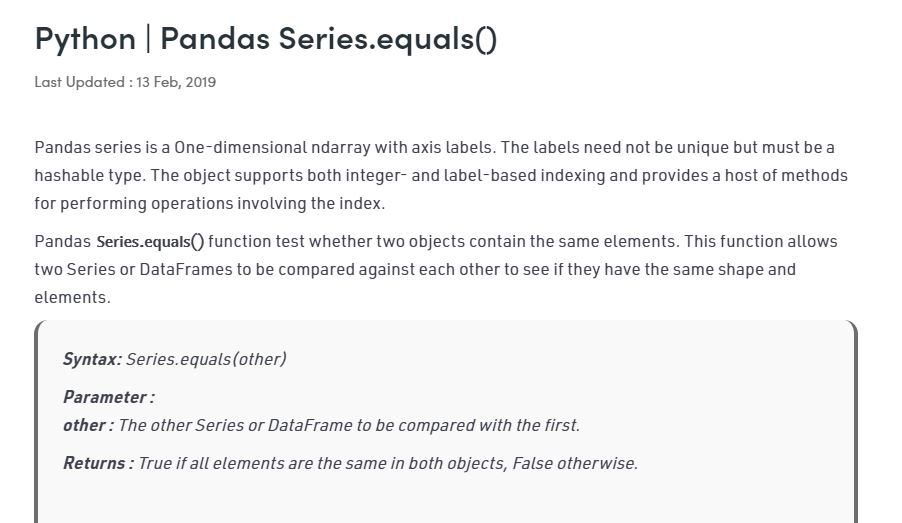 Python | Pandas Series.equals()
Last Updated : 13 Feb, 2019
Pandas series is a One-dimensional ndarray with axis labels. The labels need not be unique but must be a
hashable type. The object supports both integer- and label-based indexing and provides a host of methods
for performing operations involving the index.
Pandas Series.equals() function test whether two objects contain the same elements. This function allows
two Series or DataFrames to be compared against each other to see if they have the same shape and
elements.
Syntax: Series.equals(other)
Parameter :
other : The other Series or DataFrame to be compared with the first.
Returns : True if all elements are the same in both objects, False otherwise.